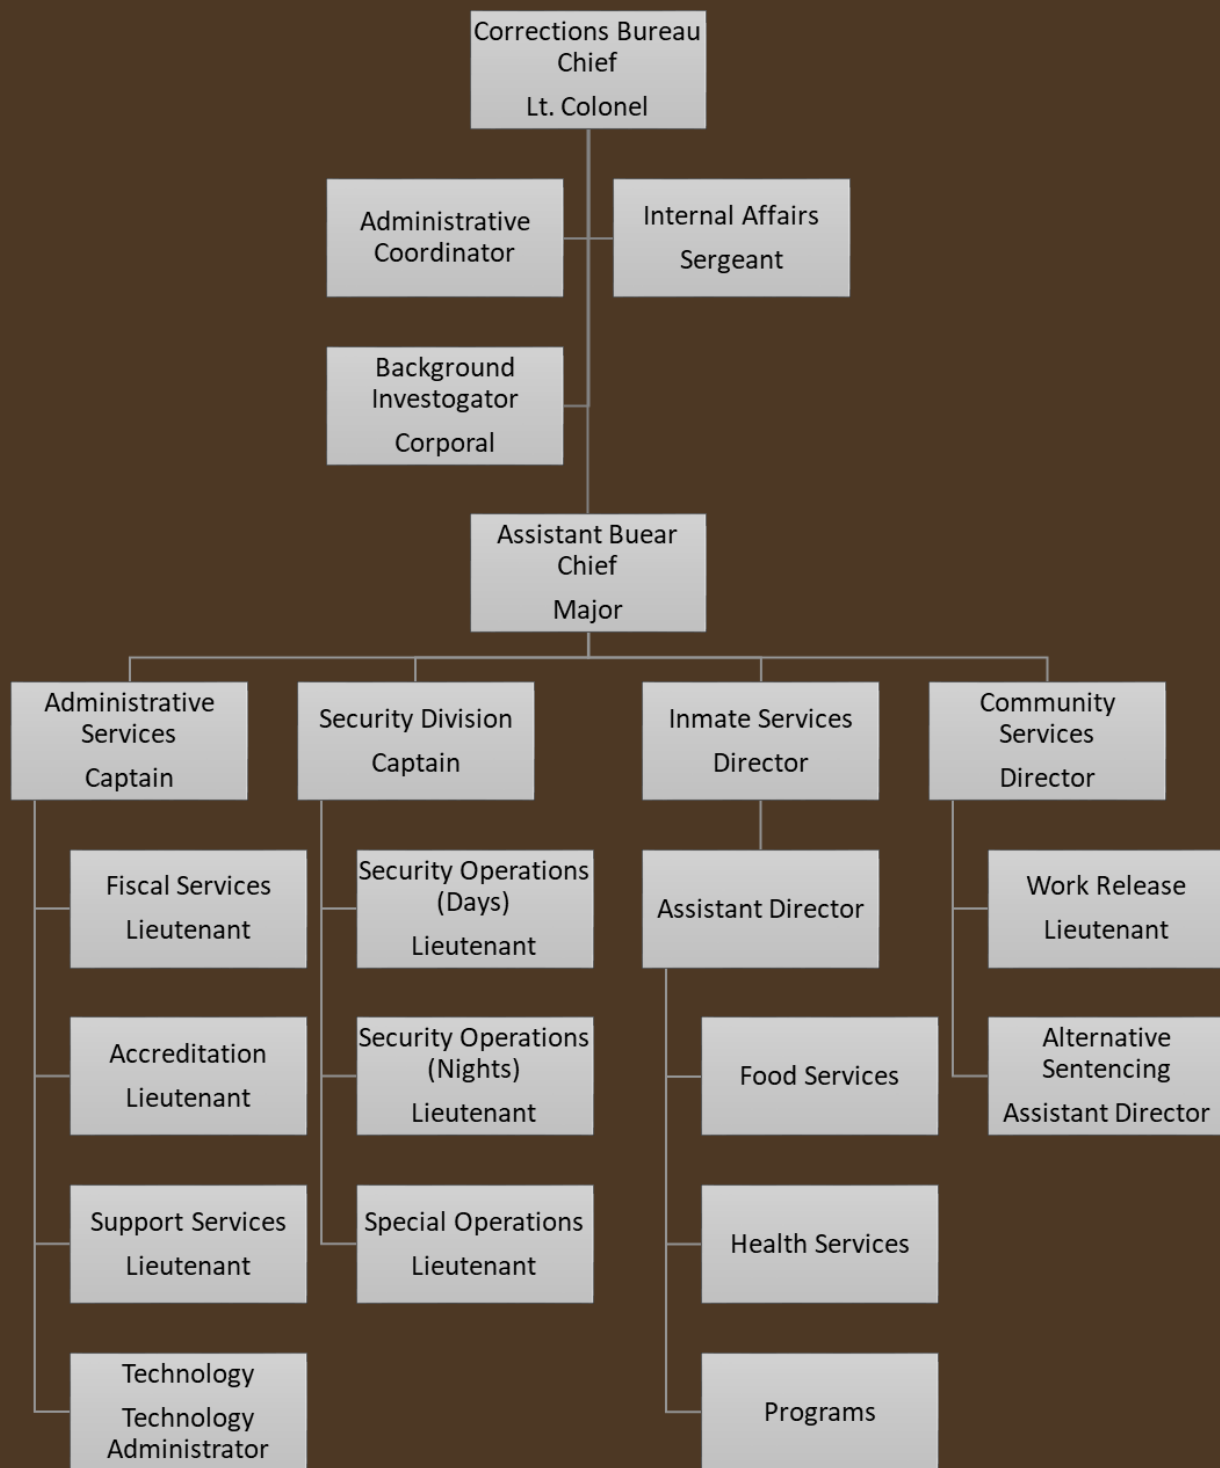 Corrections Bureau
Chief
Lt. Colonel
Administrative
Coordinator
Internal Affairs
Sergeant
Background
Investogator
Corporal
Assistant Buear
Chief
Major
Administrative
Services
Captain
Security Division
Captain
Inmate Services
Director
Community
Services
Director
Fiscal Services
Lieutenant
Security Operations
(Days)
Lieutenant
Assistant Director
Work Release
Lieutenant
Accreditation
Lieutenant
Security Operations
(Nights)
Lieutenant
Food Services
Alternative
Sentencing
Assistant Director
Support Services
Lieutenant
Special Operations
Lieutenant
Health Services
Technology
Technology
Administrator
Programs